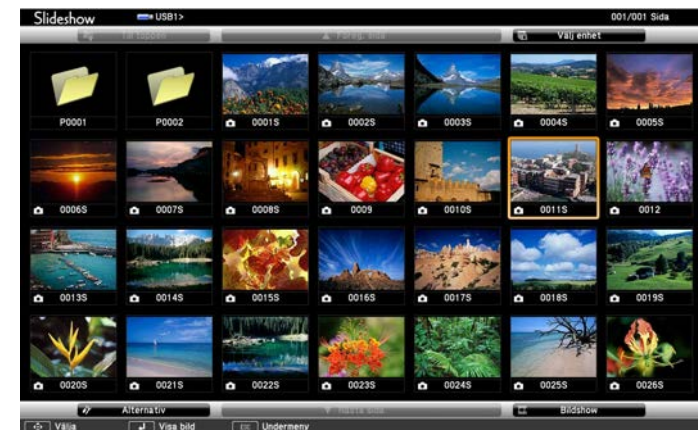 Slideshow USB1> 001/001 Sida
Till toppen Föreg. sida Välj enhet
P0001 P0002 0001S 0002S 0003S 0004S 0005S
0006S 0007S 0008S 0009 0010S 0011S 0012
0013S 0014S 0015S 0016S 0017S 0018S 0019S
0020S 0021S 0022S 0023S 0024S 0025S 0026S
Alternativ Nästa sida Bildshow
Välja Visa bild Undermeny